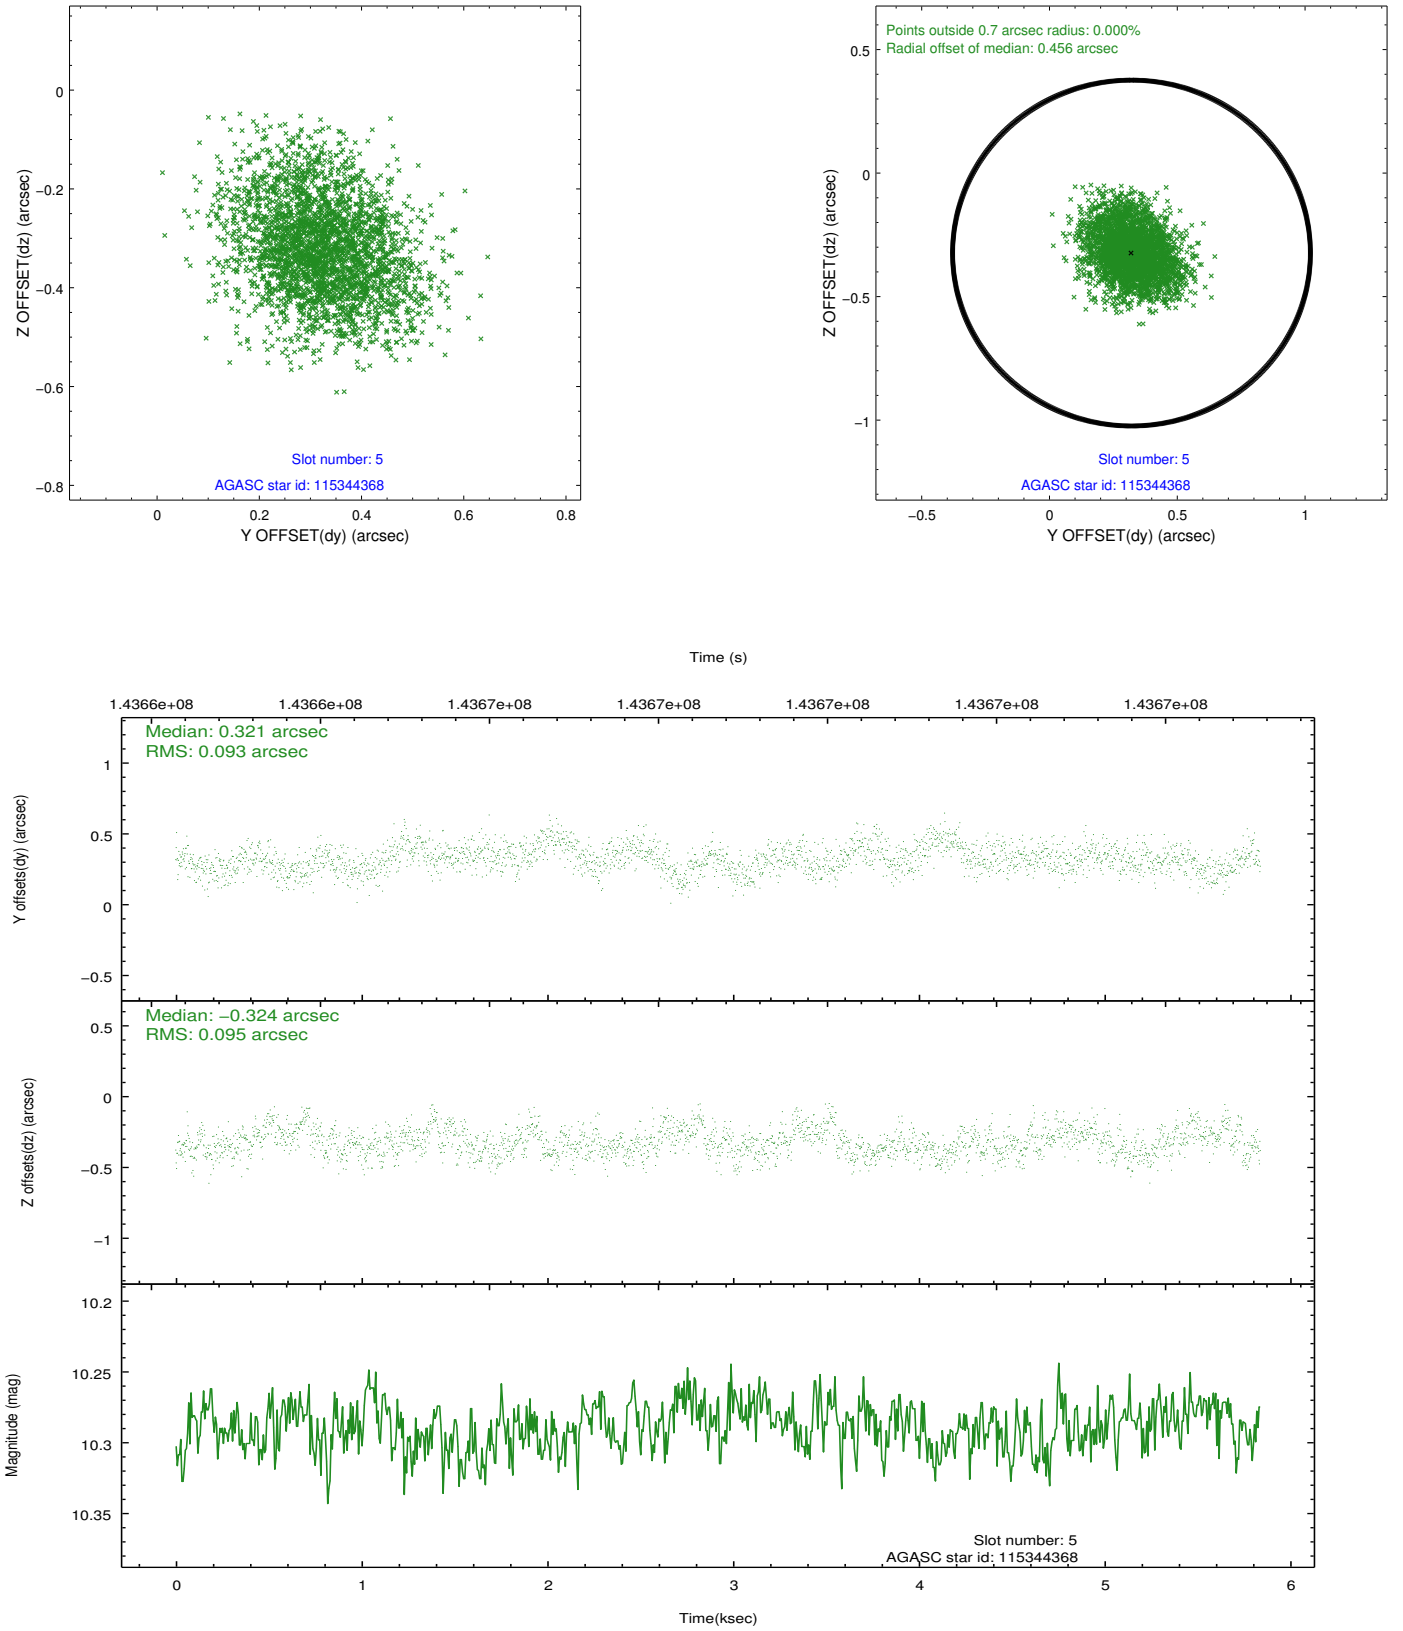 0
−0.2
−0.4
−0.6
−0.8
Z OFFSET(dz) (arcsec)
Slot number: 5
AGASC star id: 115344368
0 0.2 0.4 0.6 0.8
Y OFFSET(dy) (arcsec)
Points outside 0.7 arcsec radius: 0.000%
Radial offset of median: 0.456 arcsec
0.5
0
−0.5
−1
Z OFFSET(dz) (arcsec)
Slot number: 5
AGASC star id: 115344368
−0.5 0 0.5 1
Y OFFSET(dy) (arcsec)
Time (s)
1.4366e+08 1.4366e+08 1.4367e+08 1.4367e+08 1.4367e+08 1.4367e+08 1.4367e+08
Median: 0.321 arcsec
RMS: 0.093 arcsec
1
0.5
0
−0.5
Y offsets(dy) (arcsec)
Median: −0.324 arcsec
RMS: 0.095 arcsec
0.5
0
−0.5
−1
Z offsets(dz) (arcsec)
10.2
10.25
10.3
10.35
Magnitude (mag)
Slot number: 5
AGASC star id: 115344368
0 1 2 3 4 5 6
Time(ksec)